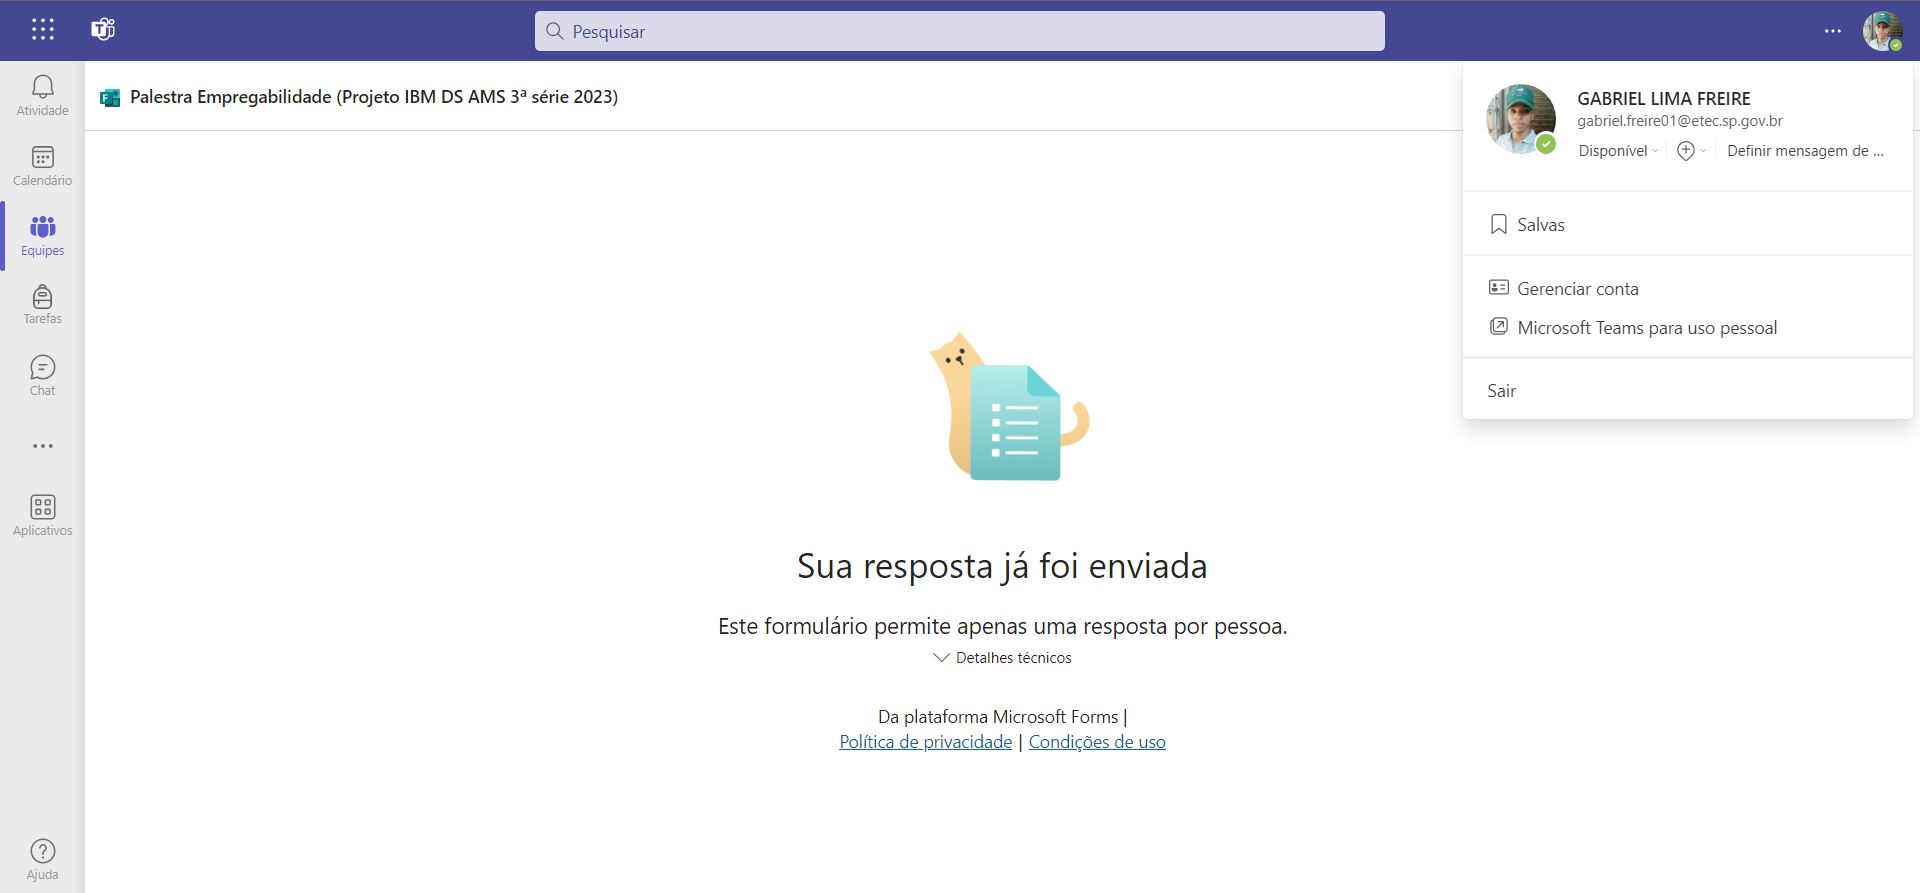 Pesquisar
Atividade
Calendário
Equipes
Tarefas
Chat
Aplicativos
Ajuda
Palestra Empregabilidade (Projeto IBM DS AMS 3ª série 2023)
GABRIEL LIMA FREIRE
gabriel.freire01@etec.sp.gov.br
Disponível Definir mensagem de ...
Salvas
Gerenciar conta
Microsoft Teams para uso pessoal
Sair
Sua resposta já foi enviada
Este formulário permite apenas uma resposta por pessoa.
Detalhes técnicos
Da plataforma Microsoft Forms |
Política de privacidade | Condições de uso